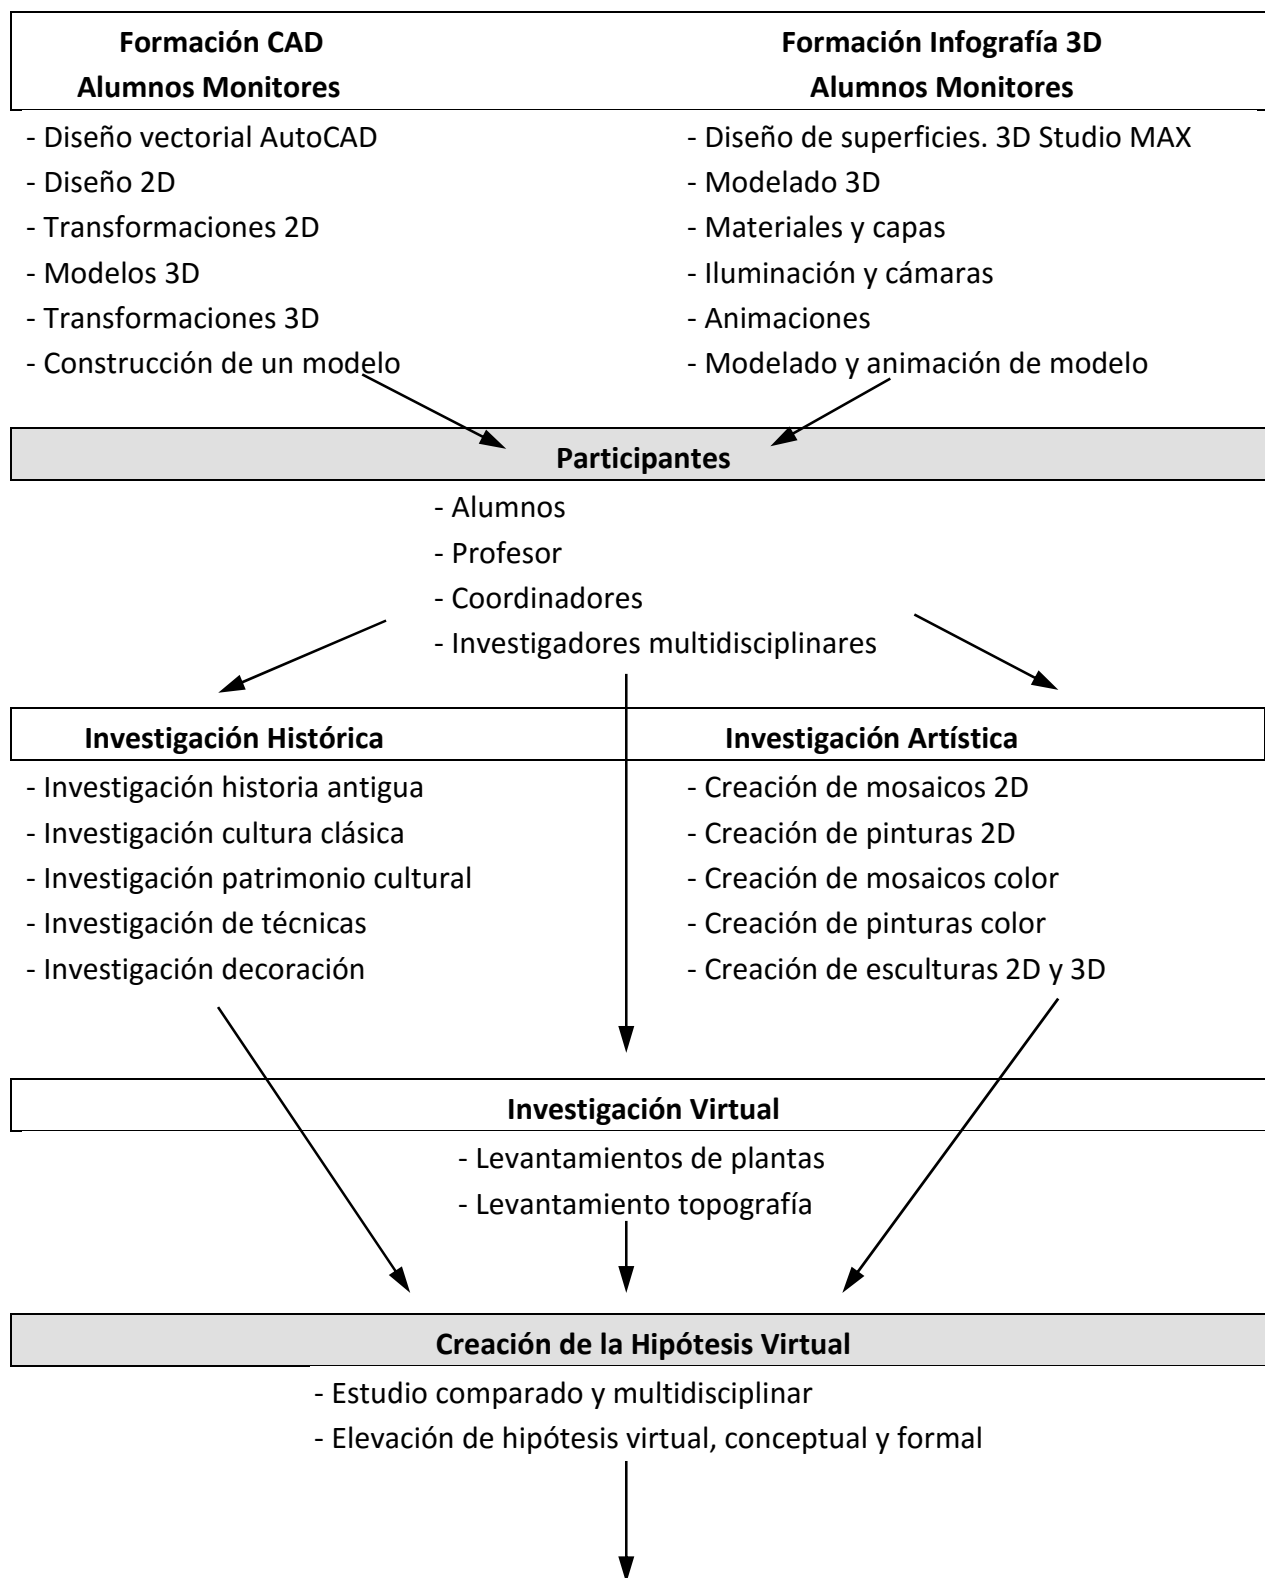 Formación CAD
Alumnos Monitores
- Diseño vectorial AutoCAD
- Diseño 2D
- Transformaciones 2D
- Modelos 3D
- Transformaciones 3D
- Construcción de un modelo
Formación Infografía 3D
Alumnos Monitores
- Diseño de superficies. 3D Studio MAX
- Modelado 3D
- Materiales y capas
- Iluminación y cámaras
- Animaciones
- Modelado y animación de modelo
Participantes
- Alumnos
- Profesor
- Coordinadores
- Investigadores multidisciplinares
Investigación Histórica
- Investigación historia antigua
- Investigación cultura clásica
- Investigación patrimonio cultural
- Investigación de técnicas
- Investigación decoración
Investigación Artística
- Creación de mosaicos 2D
- Creación de pinturas 2D
- Creación de mosaicos color
- Creación de pinturas color
- Creación de esculturas 2D y 3D
Investigación Virtual
- Levantamientos de plantas
- Levantamiento topografía
Creación de la Hipótesis Virtual
- Estudio comparado y multidisciplinar
- Elevación de hipótesis virtual, conceptual y formal